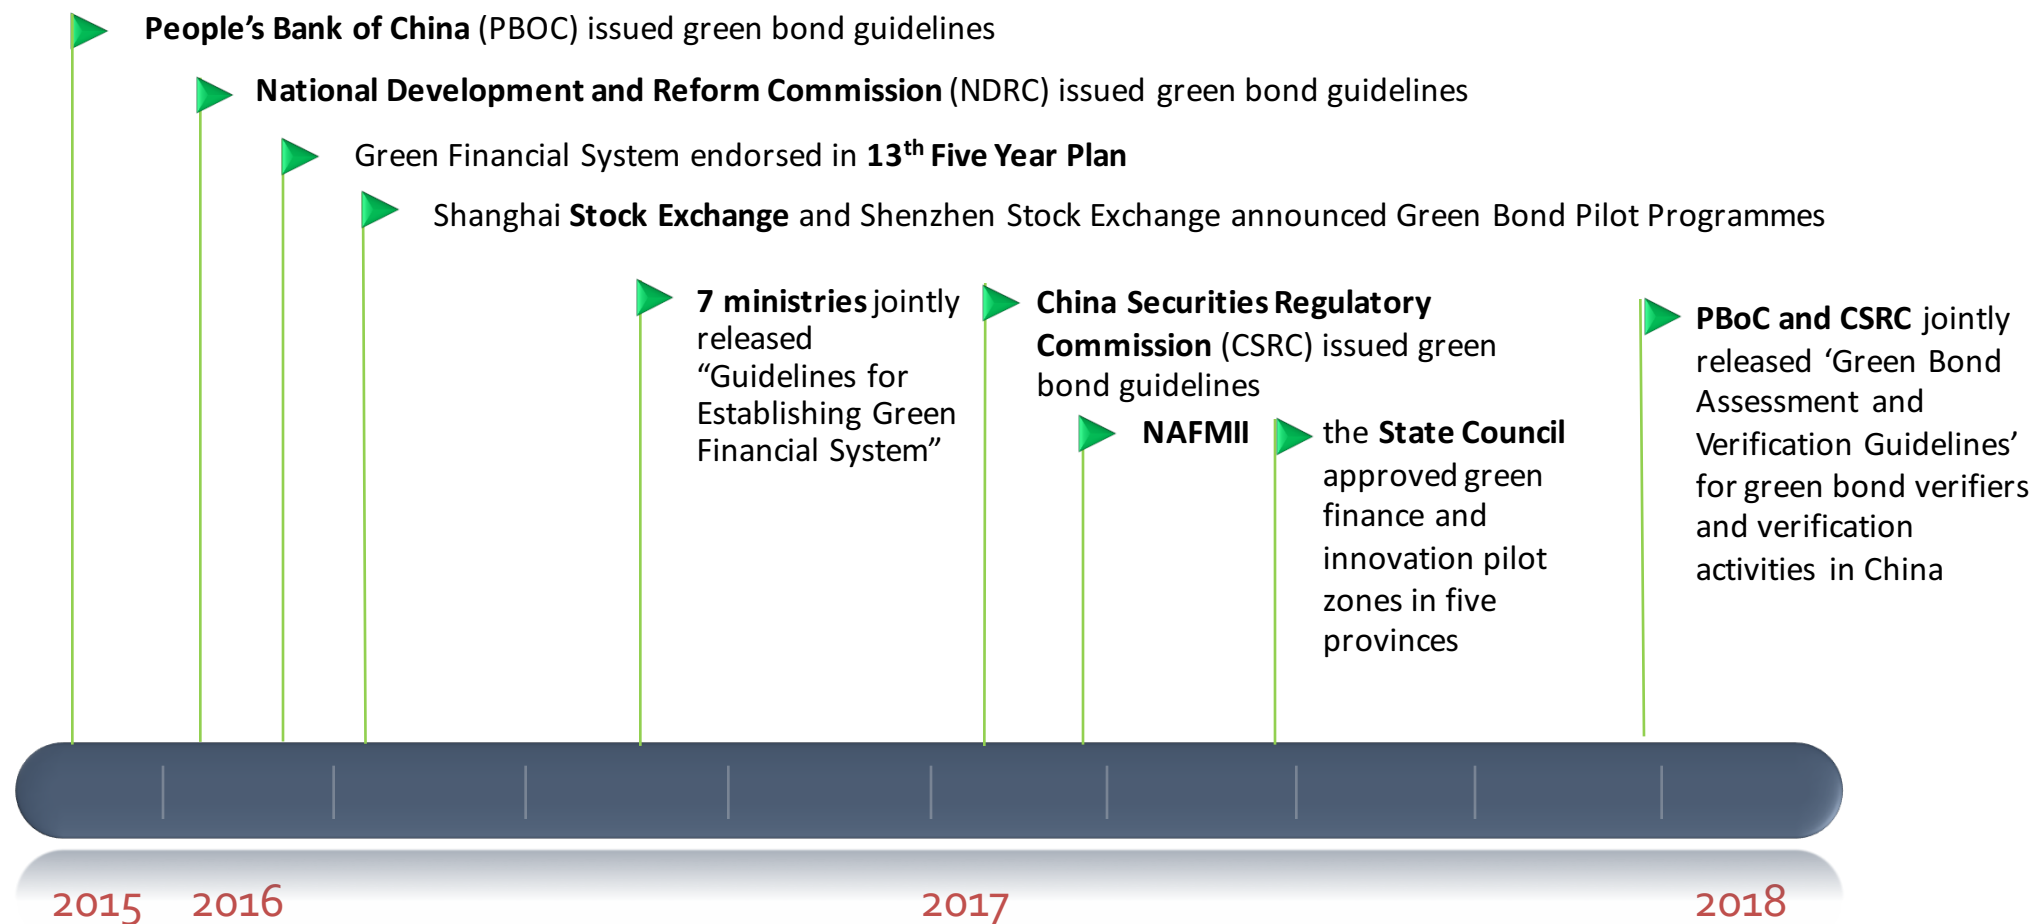 People's Bank of China (PBOC) issued green bond guidelines
National Development and Reform Commission (NDRC) issued green bond guidelines
Green Financial System endorsed in 13th Five Year Plan
Shanghai Stock Exchange and Shenzhen Stock Exchange announced Green Bond Pilot Programmes
7 ministries jointly
released
“Guidelines for
Establishing Green
Financial System”
China Securities Regulatory
Commission (CSRC) issued green
bond guidelines
NAFMII
the State Council
approved green
finance and
innovation pilot
zones in five
provinces
PBoC and CSRC jointly
released ‘Green Bond
Assessment and
Verification Guidelines’
for green bond verifiers
and verification
activities in China
2015
2016
2017
2018